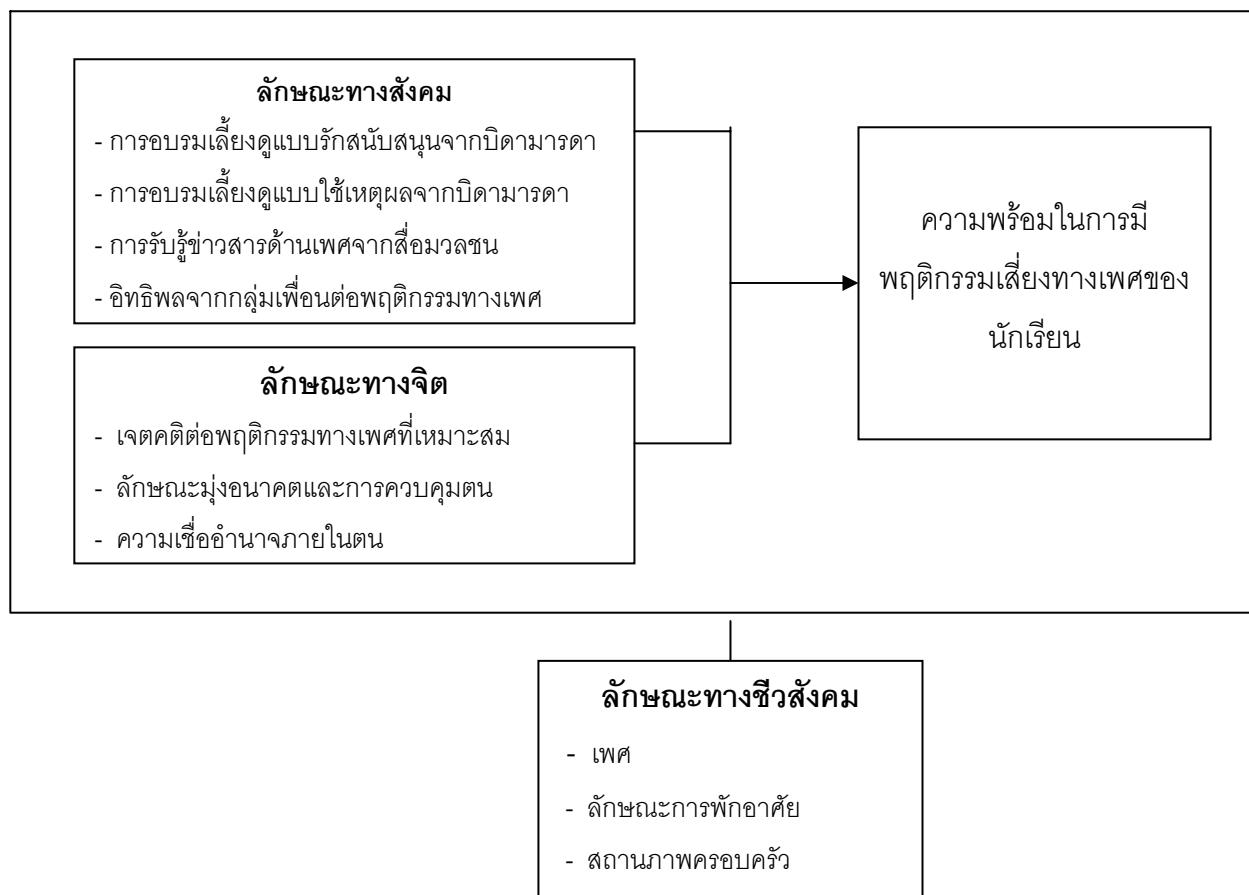 ลักษณะทางสังคม
- การอบรมเลี้ยงดูแบบรักสนับสนุนจากบิดามารดา
- การอบรมเลี้ยงดูแบบใช้เหตุผลจากบิดามารดา
- การรับรู้ข่าวสารด้านเพศจากสื่อมวลชน
- อิทธิพลจากกลุ่มเพื่อนต่อพฤติกรรมทางเพศ
ลักษณะทางจิต
- เจตคติต่อพฤติกรรมทางเพศที่เหมาะสม
- ลักษณะมุ่งอนาคตและการควบคุมตน
- ความเชื่ออำนาจภายในตน
ความพร้อมในการมี
พฤติกรรมเสี่ยงทางเพศของ
นักเรียน
ลักษณะทางชีวสังคม
- เพศ
- ลักษณะการพักอาศัย
- สถานภาพครอบครัว